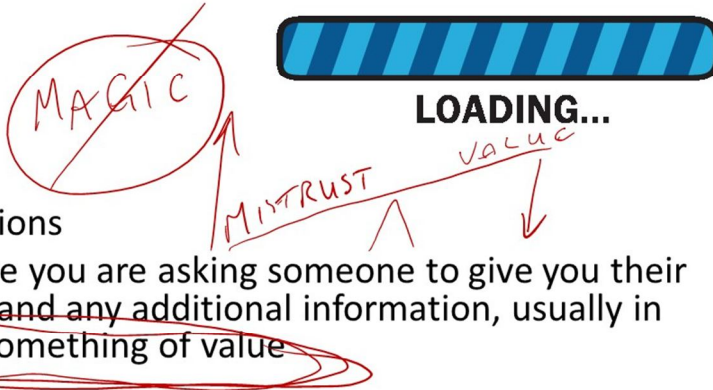 MAGIC
LOADING...
VALUE
MISTRUST
ions
e you are asking someone to give you their
and any additional information, usually in
omething of value